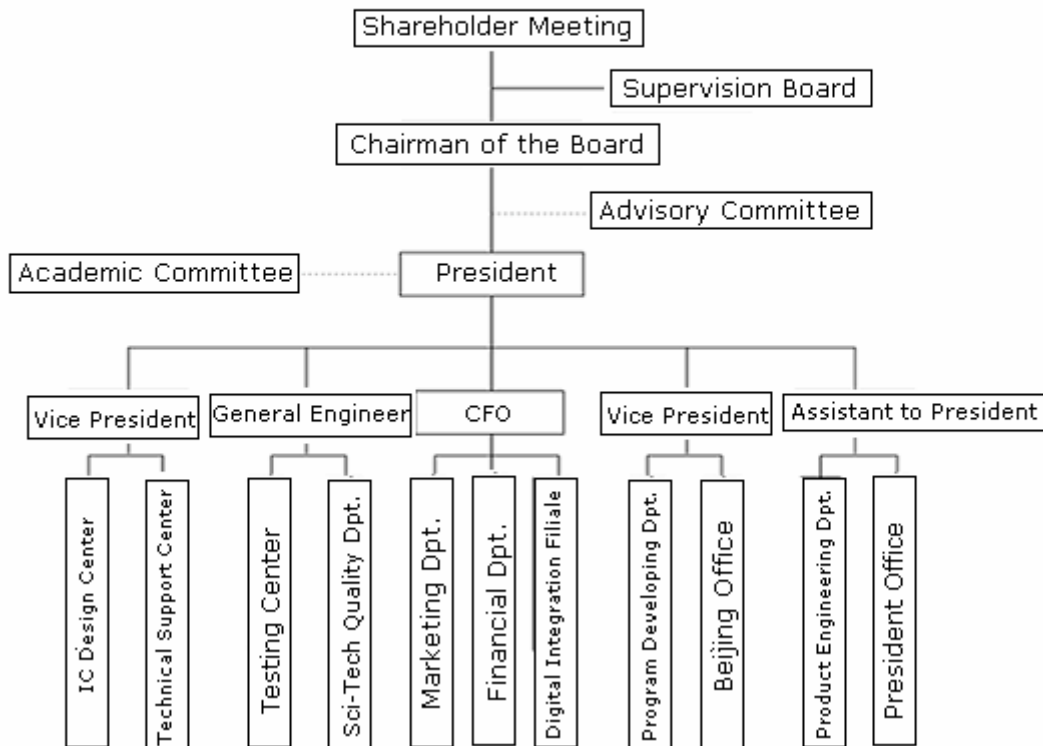 Shareholder Meeting
Supervision Board
Chairman of the Board
Advisory Committee
Academic Committee
President
Vice President
General Engineer
CFO
Vice President
Assistant to President
IC Design Center
Technical Support Center
Testing Center
Sci-Tech Quality Dpt.
Marketing Dpt.
Financial Dpt.
Digital Integration Filiale
Program Developing Dpt.
Beijing Office
Product Engineering Dpt.
President Office